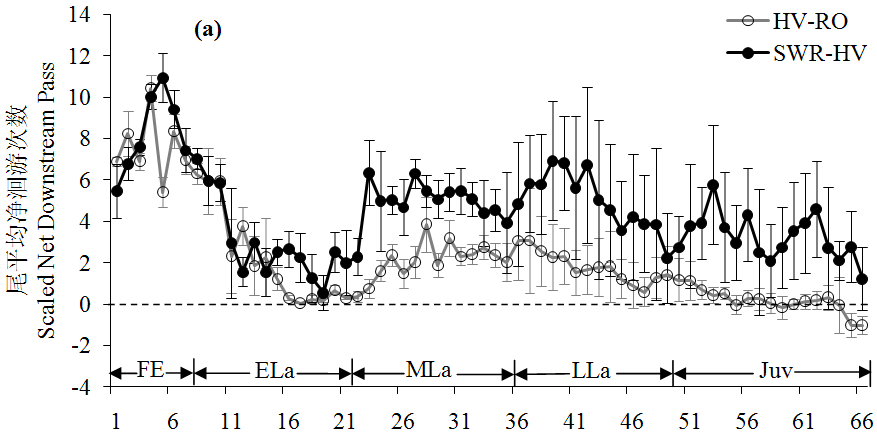 尾平均净洄游次数
Scaled Net Downstream Pass
14
12
10
8
6
4
2
0
-2
-4
(a)
HV-RO
SWR-HV
FE ELa MLa LLa Juv
1 6 11 16 21 26 31 36 41 46 51 56 61 66